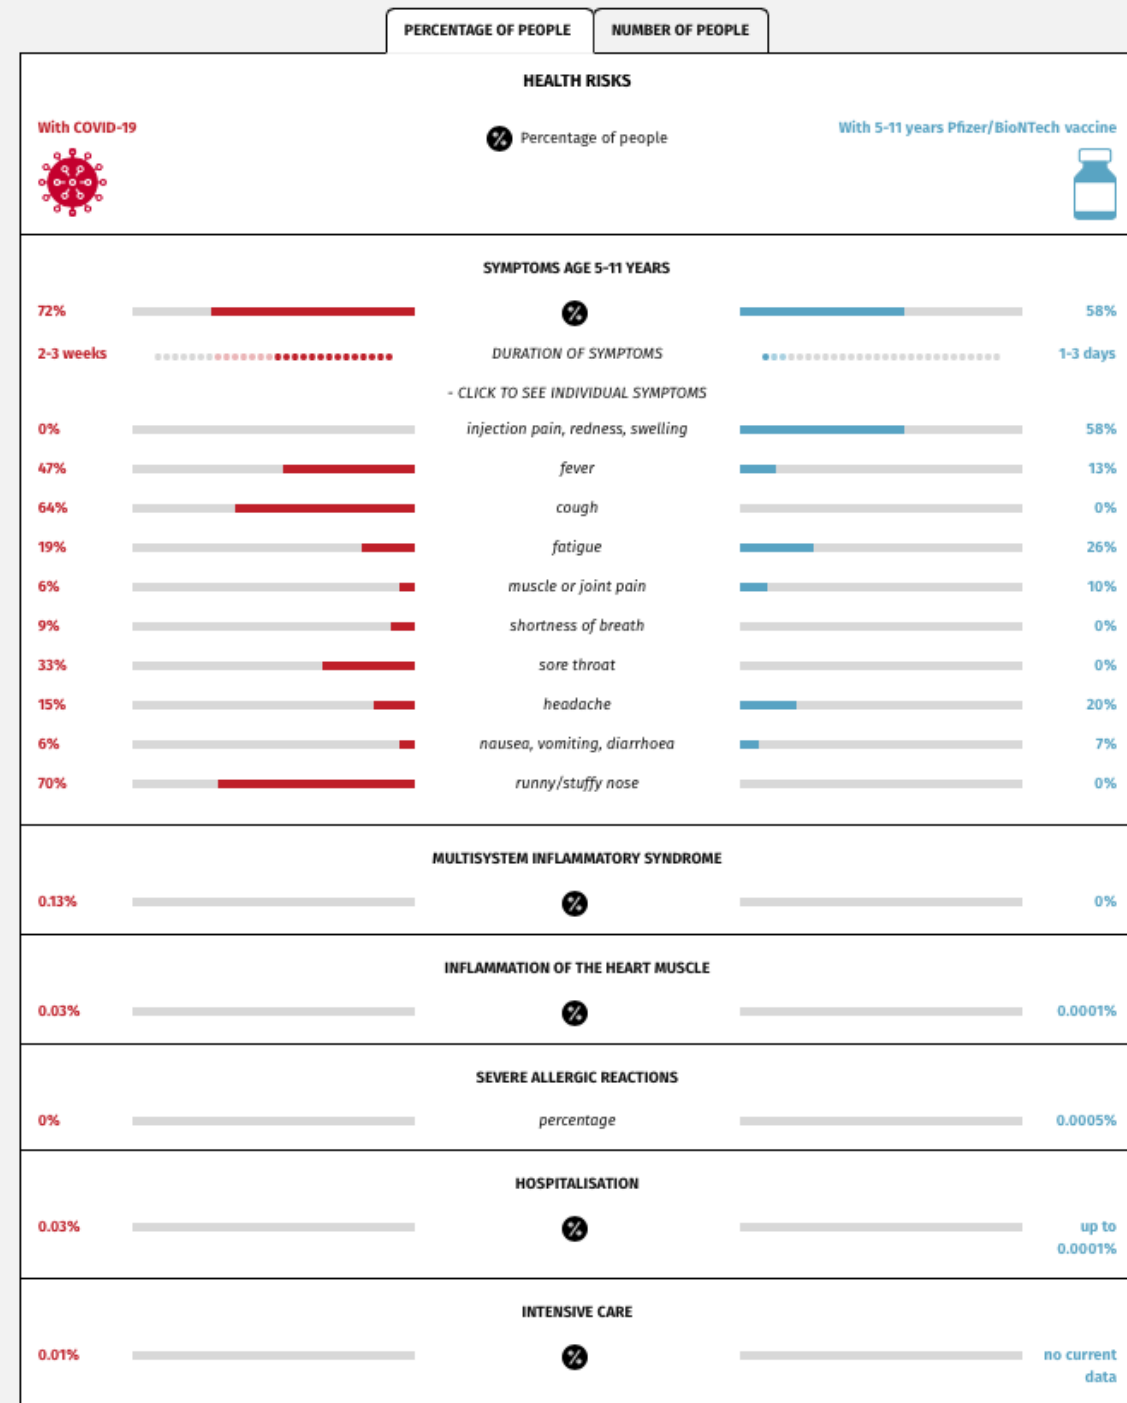 PERCENTAGE OF PEOPLE
NUMBER OF PEOPLE
HEALTH RISKS
With COVID-19
% Percentage of people
With 5-11 years Pfizer/BioNTech vaccine
SYMPTOMS AGE 5-11 YEARS
72% % 58%
2-3 weeks DURATION OF SYMPTOMS 1-3 days
- CLICK TO SEE INDIVIDUAL SYMPTOMS
0% injection pain, redness, swelling 58%
47% fever 13%
64% cough 0%
19% fatigue 26%
6% muscle or joint pain 10%
9% shortness of breath 0%
33% sore throat 0%
15% headache 20%
6% nausea, vomiting, diarrhoea 7%
70% runny/stuffy nose 0%
MULTISYSTEM INFLAMMATORY SYNDROME
0.13% % 0%
INFLAMMATION OF THE HEART MUSCLE
0.03% % 0.0001%
SEVERE ALLERGIC REACTIONS
0% percentage 0.0005%
HOSPITALISATION
0.03% % up to
0.0001%
INTENSIVE CARE
0.01% % no current
data